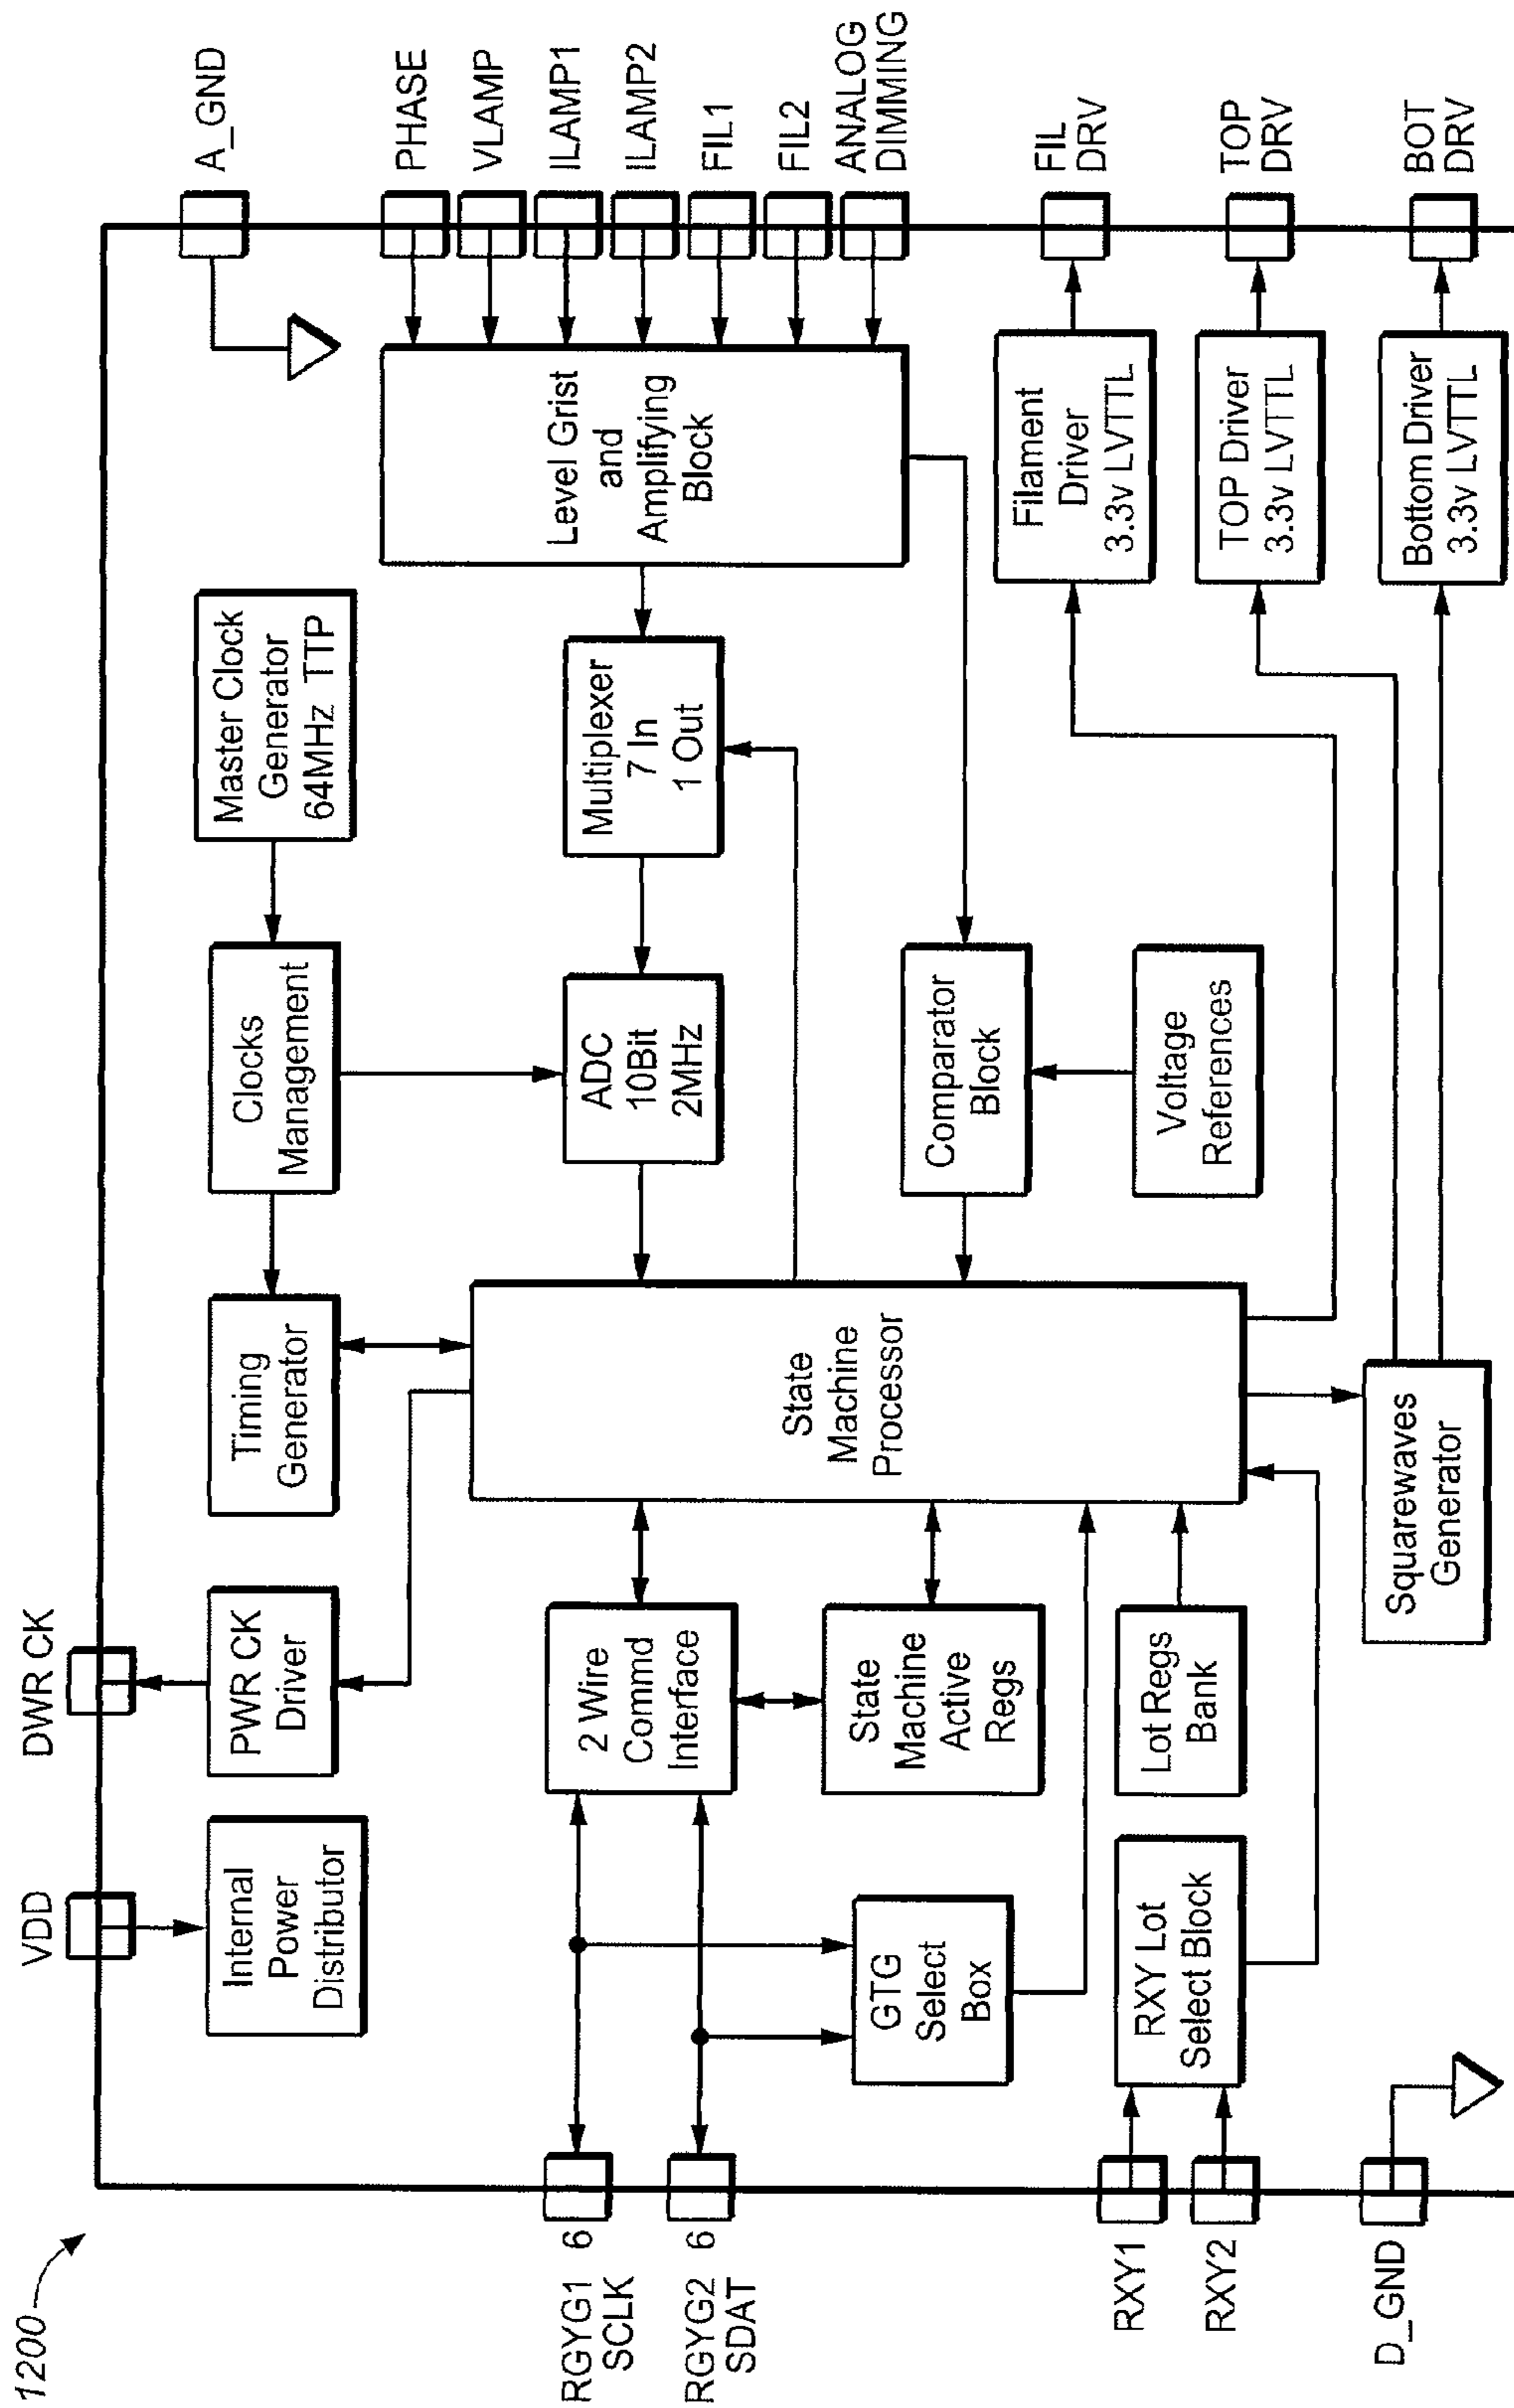 1200
VDD
DWR CK
A_GND
Internal
Power
Distributor
PWR CK
Driver
Timing
Generator
Clocks
Management
Master Clock
Generator
64MHz TTP
PHASE
VLAMP
ILAMP1
ILAMP2
FIL1
FIL2
ANALOG
DIMMING
Level Grist
and
Amplifying
Block
Multiplexer
7 In
1 Out
ADC
10Bit
2MHz
RGYG1 6
SCLK
RGYG2 6
SDAT
2 Wire
Commd
Interface
State
Machine
Processor
State
Machine
Active
Regs
GTG
Select
Box
Comparator
Block
Voltage
References
Filament
Driver
3.3v LVTTL
FIL
DRV
RXY1
RXY2
RXY Lot
Select Block
Lot Regs
Bank
TOP Driver
3.3v LVTTL
TOP
DRV
D_GND
Squarewaves
Generator
Bottom Driver
3.3v LVTTL
BOT
DRV